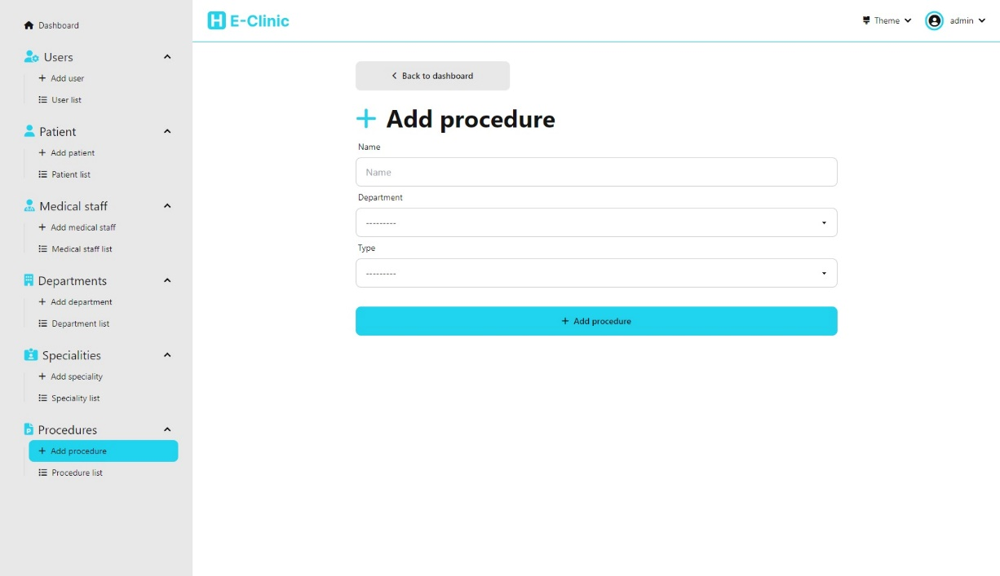 Dashboard
Users
Add user
User list
Patient
Add patient
Patient list
Medical staff
Add medical staff
Medical staff list
Departments
Add department
Department list
Specialities
Add speciality
Speciality list
Procedures
Add procedure
Procedure list
H E-Clinic
Theme
admin
Back to dashboard
+ Add procedure
Name
Name
Department
---------
Type
---------
+ Add procedure